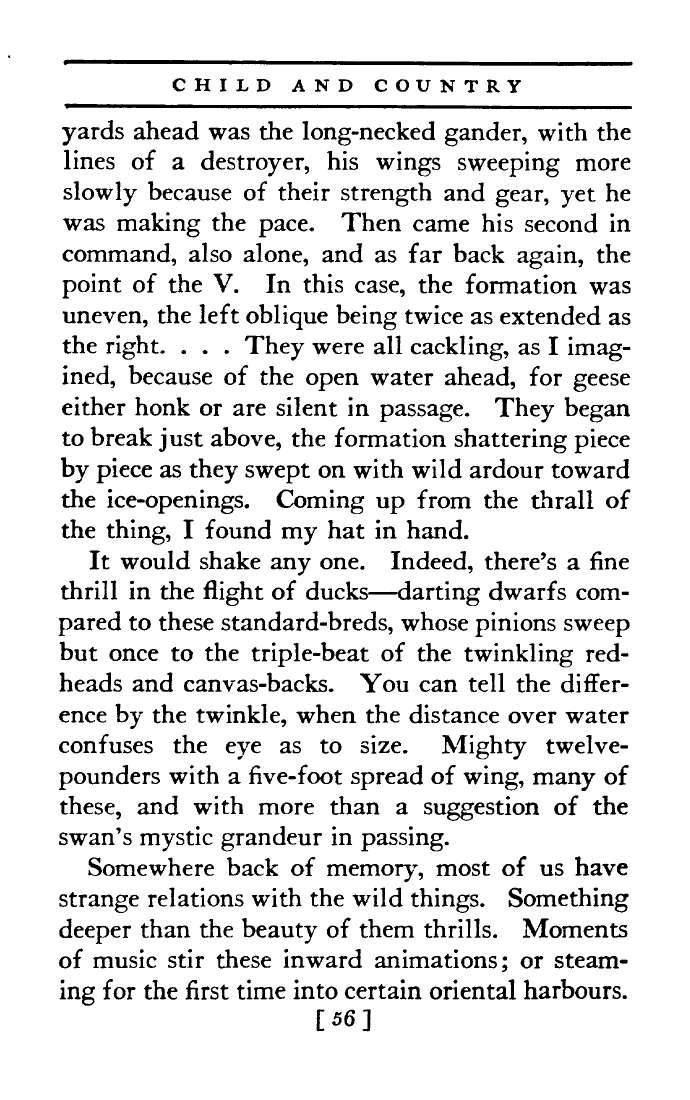 CHILD AND COUNTRY
yards ahead was the long-necked gander, with the
lines of a destroyer, his wings sweeping more
slowly because of their strength and gear, yet he
was making the pace. Then came his second in
command, also alone, and as far back again, the
point of the V. In this case, the formation was
uneven, the left oblique being twice as extended as
the right. . . . They were all cackling, as I imag-
ined, because of the open water ahead, for geese
either honk or are silent in passage. They began
to break just above, the formation shattering piece
by piece as they swept on with wild ardour toward
the ice-openings. Coming up from the thrall of
the thing, I found my hat in hand.
It would shake any one. Indeed, there's a fine
thrill in the flight of ducks—darting dwarfs com-
pared to these standard-breds, whose pinions sweep
but once to the triple-beat of the twinkling red-
heads and canvas-backs. You can tell the differ-
ence by the twinkle, when the distance over water
confuses the eye as to size. Mighty twelve-
pounders with a five-foot spread of wing, many of
these, and with more than a suggestion of the
swan's mystic grandeur in passing.
Somewhere back of memory, most of us have
strange relations with the wild things. Something
deeper than the beauty of them thrills. Moments
of music stir these inward animations; or steam-
ing for the first time into certain oriental harbours.
[ 56 ]